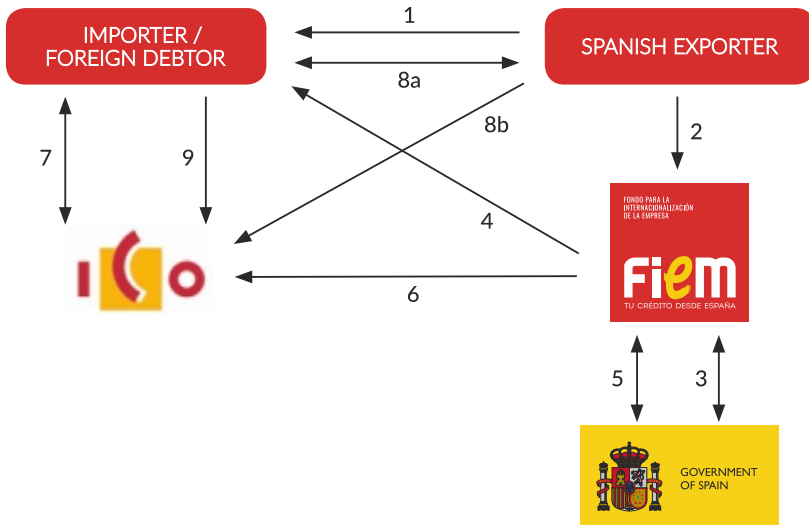 IMPORTER /
FOREIGN DEBTOR
1
SPANISH EXPORTER
8a
8b
2
7
9
4
FONDO PARA LA
INTERNACIONALIZACIÓN
DE LA EMPRESA
Fiem
TU CRÉDITO DESDE ESPAÑA
ICO
6
5
3
GOVERNMENT
OF SPAIN